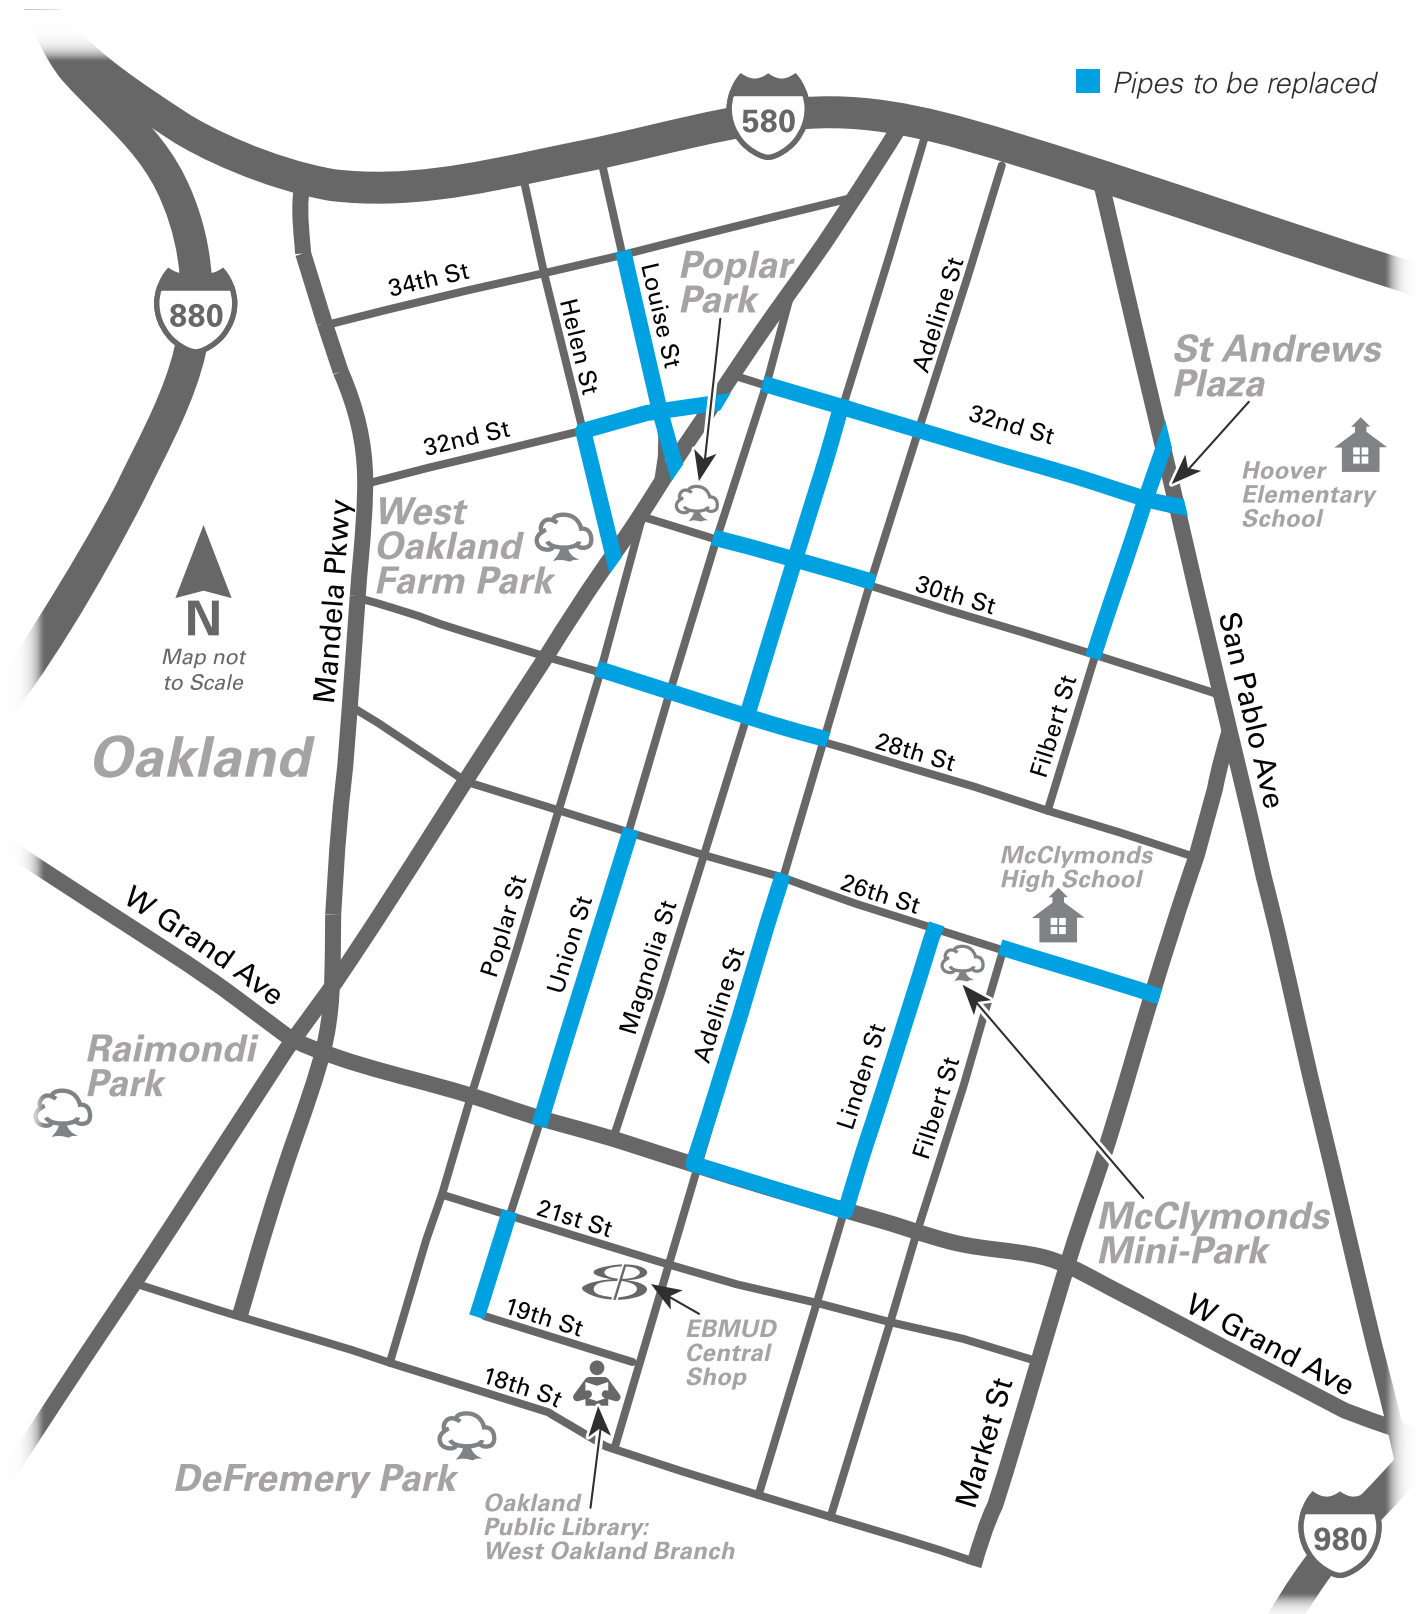 Pipes to be replaced
580
880
34th St
Helen St
Louise St
Poplar
Park
Adeline St
St Andrews
Plaza
32nd St
32nd St
Hoover
Elementary
School
West
Oakland
Farm Park
Mandela Pkwy
N
Map not
to Scale
30th St
San Pablo Ave
Filbert St
Oakland
28th St
McClymonds
High School
26th St
W Grand Ave
Poplar St
Union St
Magnolia St
Adeline St
Linden St
Filbert St
Raimondi
Park
McClymonds
Mini-Park
21st St
19th St
EBMUD
Central
Shop
W Grand Ave
18th St
Market St
DeFremery Park
Oakland
Public Library:
West Oakland Branch
980